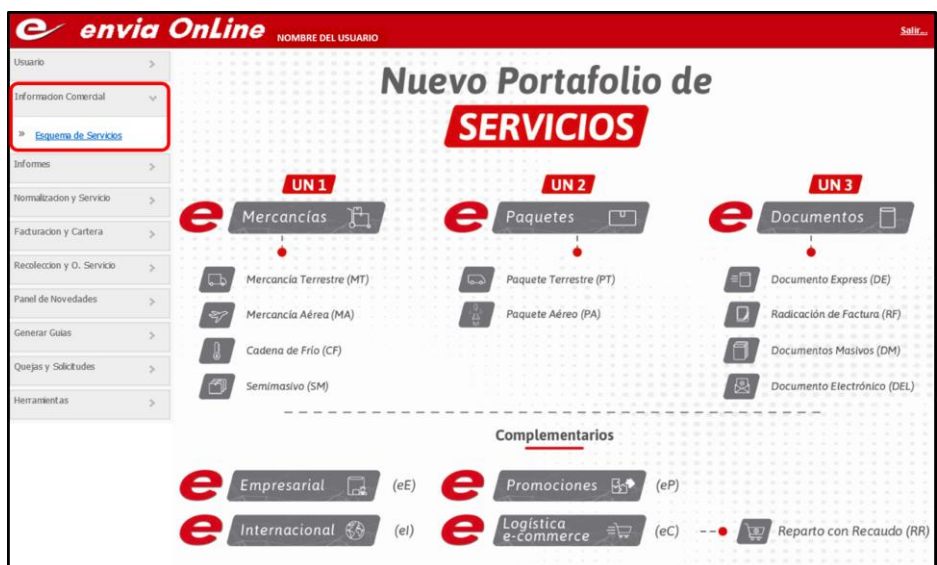 envia OnLine NOMBRE DEL USUARIO Salir...
Usuario
Informacion Comercial
» Esquema de Servicios
Informes
Normalizacion y Servicio
Facturacion y Cartera
Recoleccion y O. Servicio
Panel de Novedades
Generar Guias
Quejas y Solicitudes
Herramientas
Nuevo Portafolio de
SERVICIOS
UN 1
e Mercancías
Mercancía Terrestre (MT)
Mercancía Aérea (MA)
Cadena de Frío (CF)
Semimasivo (SM)
UN 2
e Paquetes
Paquete Terrestre (PT)
Paquete Aéreo (PA)
UN 3
e Documentos
Documento Express (DE)
Radicación de Factura (RF)
Documentos Masivos (DM)
Documento Electrónico (DEL)
Complementarios
e Empresarial (eE)
e Promociones (eP)
e Internacional (eI)
e Logística
e-commerce (eC)
Reparto con Recaudo (RR)